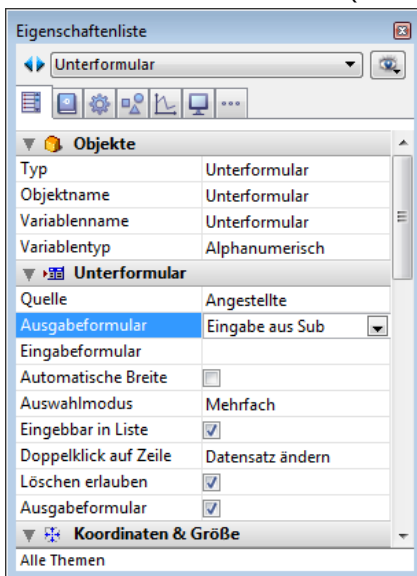 Eigenschaftenliste
Unterformular
Objekte
Typ Unterformular
Objektname Unterformular
Variablenname Unterformular
Variablentyp Alphanumerisch
Unterformular
Quelle Angestellte
Ausgabeformular Eingabe aus Sub
Eingabeformular
Automatische Breite
Auswahlmodus Mehrfach
Eingebbar in Liste
Doppelklick auf Zeile Datensatz ändern
Löschen erlauben
Ausgabeformular
Koordinaten & Größe
Alle Themen